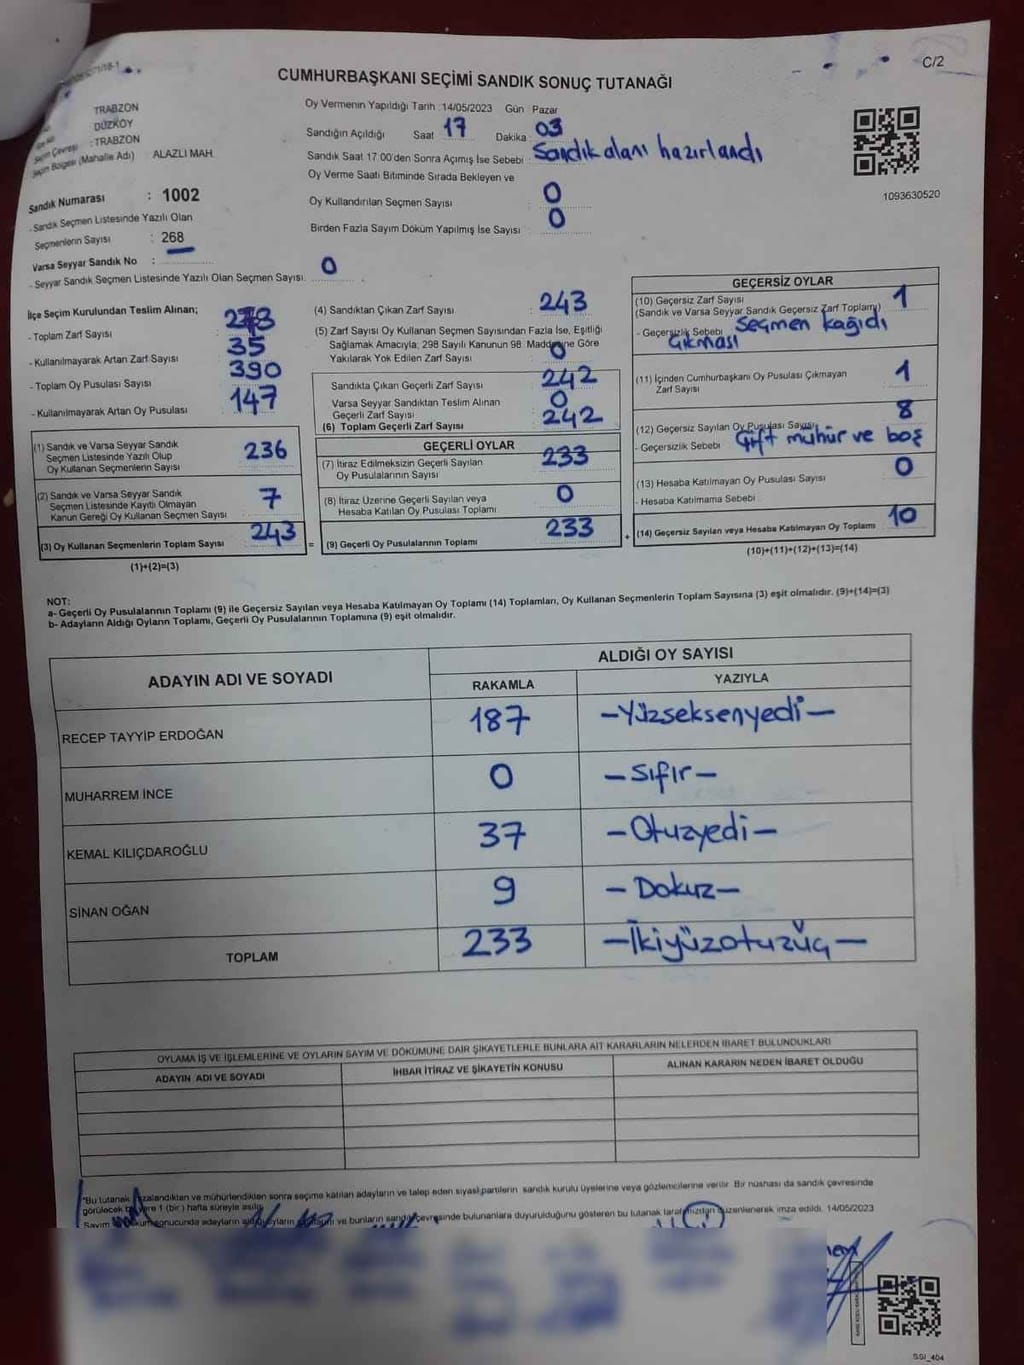 C/2
CUMHURBAŞKANI SEÇİMİ SANDIK SONUÇ TUTANAĞI
TRABZON
DÜZKÖY
Seçim Çevresi : TRABZON
Seçim Bölgesi (Mahalle Adı) ALAZLI MAH.
Sandık Numarası : 1002
- Sandık Seçmen Listesinde Yazılı Olan
Seçmenlerin Sayısı : 268
Varsa Seyyar Sandık No :
- Seyyar Sandık Seçmen Listesinde Yazılı Olan Seçmen Sayısı: 0
Oy Vermenin Yapıldığı Tarih :14/05/2023 Gün : Pazar
Sandığın Açıldığı Saat 17 Dakika : 03
Sandık Saat 17:00'den Sonra Açımış İse Sebebi : Sandık alanı hazırlandı
Oy Verme Saati Bitiminde Sırada Bekleyen ve
Oy Kullandırılan Seçmen Sayısı : 0
Birden Fazla Sayım Döküm Yapılmış İse Sayısı : 0
1093630520
İlçe Seçim Kurulundan Teslim Alınan;
- Toplam Zarf Sayısı : 278
- Kullanılmayarak Artan Zarf Sayısı : 35
- Toplam Oy Pusulası Sayısı : 390
- Kullanılmayarak Artan Oy Pusulası : 147
(1) Sandık ve Varsa Seyyar Sandık
Seçmen Listesinde Yazılı Olup
Oy Kullanan Seçmenlerin Sayısı 236
(2) Sandık ve Varsa Seyyar Sandık
Seçmen Listesinde Kayıtlı Olmayan
Kanun Gereği Oy Kullanan Seçmen Sayısı 7
(3) Oy Kullanan Seçmenlerin Toplam Sayısı 243
(1)+(2)=(3)
(4) Sandıktan Çıkan Zarf Sayısı : 243
(5) Zarf Sayısı Oy Kullanan Seçmen Sayısından Fazla İse, Eşitliği
Sağlamak Amacıyla, 298 Sayılı Kanunun 98. Maddesine Göre
Yakılarak Yok Edilen Zarf Sayısı 0
Sandıkta Çıkan Geçerli Zarf Sayısı 242
Varsa Seyyar Sandıktan Teslim Alınan
Geçerli Zarf Sayısı 0
(6) Toplam Geçerli Zarf Sayısı 242
GEÇERLİ OYLAR
(7) İtiraz Edilmeksizin Geçerli Sayılan
Oy Pusulalarının Sayısı 233
(8) İtiraz Üzerine Geçerli Sayılan veya
Hesaba Katılan Oy Pusulası Toplamı 0
= (9) Geçerli Oy Pusulalarının Toplamı 233 +
GEÇERSİZ OYLAR
(10) Geçersiz Zarf Sayısı 1
(Sandık ve Varsa Seyyar Sandık Geçersiz Zarf Toplamı)
- Geçersizlik Sebebi Seçmen kağıdı
çıkması
(11) İçinden Cumhurbaşkanı Oy Pusulası Çıkmayan
Zarf Sayısı 1
(12) Geçersiz Sayılan Oy Pusulası Sayısı 8
- Geçersizlik Sebebi Çift mühür ve boş
(13) Hesaba Katılmayan Oy Pusulası Sayısı 0
- Hesaba Katılmama Sebebi
(14) Geçersiz Sayılan veya Hesaba Katılmayan Oy Toplamı 10
(10)+(11)+(12)+(13)=(14)
NOT:
a- Geçerli Oy Pusulalarının Toplamı (9) ile Geçersiz Sayılan veya Hesaba Katılmayan Oy Toplamı (14) Toplamları, Oy Kullanan Seçmenlerin Toplam Sayısına (3) eşit olmalıdır. (9)+(14)=(3)
b- Adayların Aldığı Oyların Toplamı, Geçerli Oy Pusulalarının Toplamına (9) eşit olmalıdır.
ADAYIN ADI VE SOYADI ALDIĞI OY SAYISI
RAKAMLA YAZIYLA
RECEP TAYYİP ERDOĞAN 187 -Yüzseksenyedi-
MUHARREM İNCE 0 -Sıfır-
KEMAL KILIÇDAROĞLU 37 -Otuzyedi-
SİNAN OĞAN 9 -Dokuz-
TOPLAM 233 -İkiyüzotuzüç-
OYLAMA İŞ VE İŞLEMLERİNE VE OYLARIN SAYIM VE DÖKÜMÜNE DAİR ŞİKAYETLERLE BUNLARA AİT KARARLARIN NELERDEN İBARET BULUNDUKLARI
ADAYIN ADI VE SOYADI İHBAR İTİRAZ VE ŞİKAYETİN KONUSU ALINAN KARARIN NEDEN İBARET OLDUĞU
*Bu tutanak imzalandıktan ve mühürlendikten sonra seçime katılan adayların ve talep eden siyasi partilerin sandık kurulu üyelerine veya gözlemcilerine verilir. Bir nüshası da sandık çevresinde
görülecek bir yere 1 (bir) hafta süreyle asılır.
Sayım ve bunların sandık çevresinde bulunanlara duyurulduğunu gösteren bu tutanak tarafımızdan düzenlenerek imza edildi. 14/05/2023
SSI_404